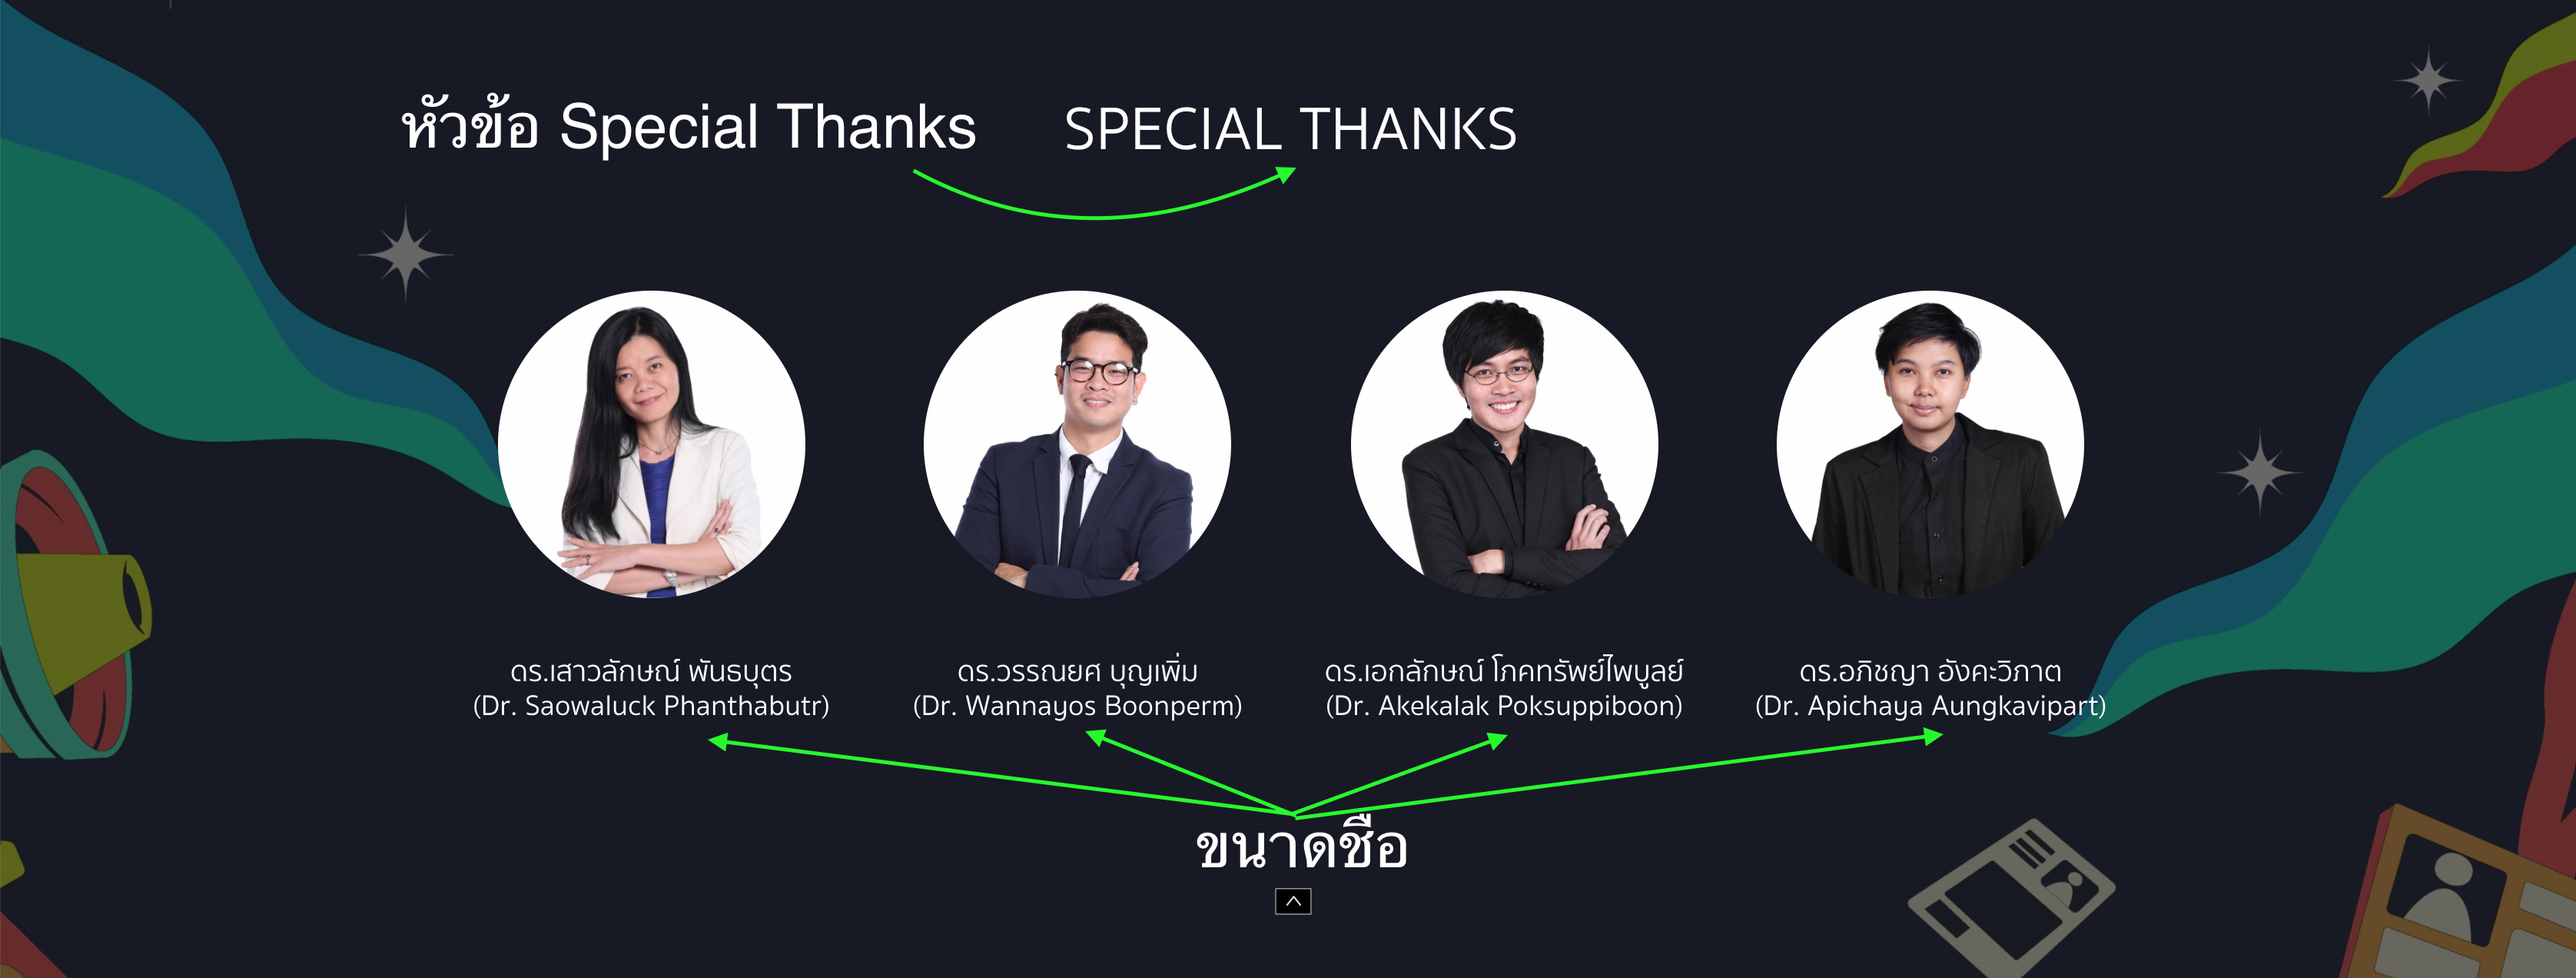 หัวข้อ Special Thanks
SPECIAL THANKS
ดร.เสาวลักษณ์ พันธบุตร
(Dr. Saowaluck Phanthabutr)
ดร.วรรณยศ บุญเพิ่ม
(Dr. Wannayos Boonperm)
ดร.เอกลักษณ์ โภคทรัพย์ไพบูลย์
(Dr. Akekalak Poksuppiboon)
ดร.อภิชญา อังคะวิภาต
(Dr. Apichaya Aungkavipart)
ขนาดชื่อ